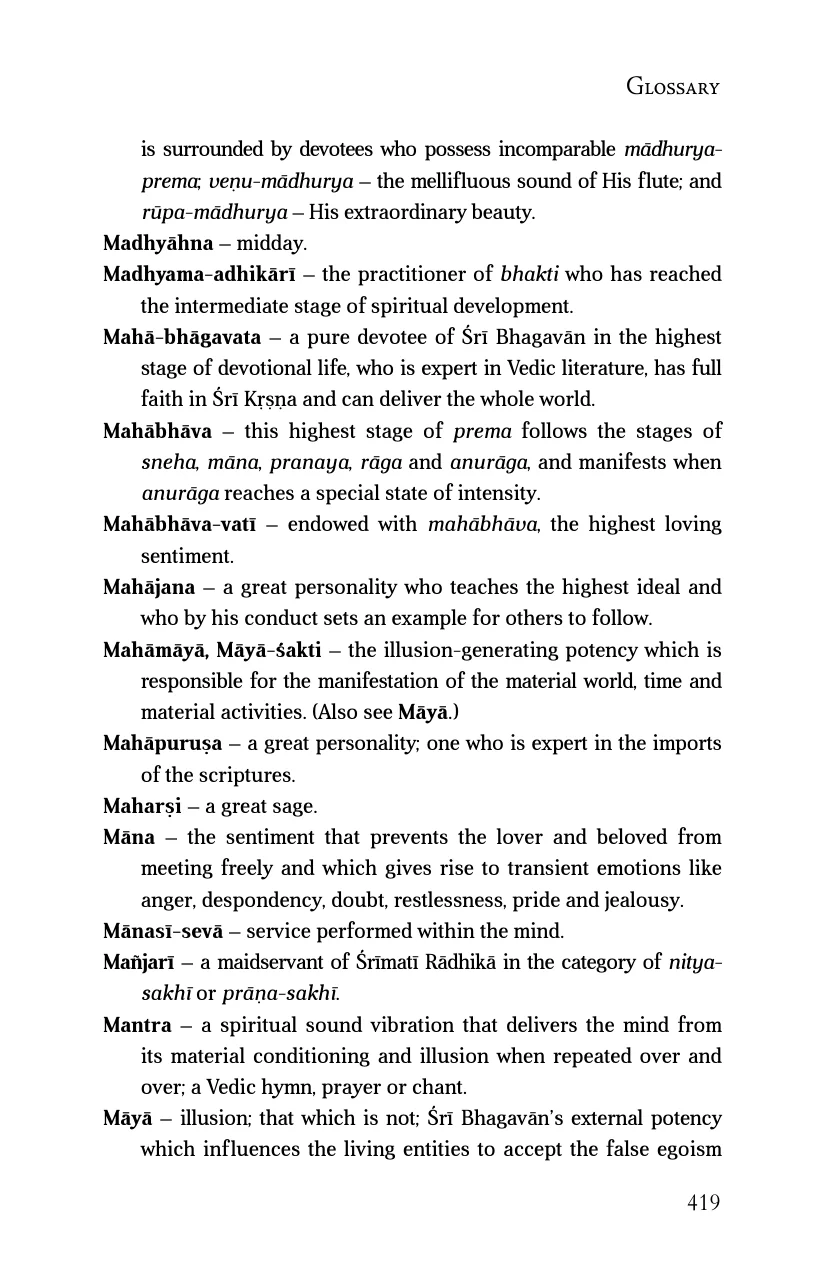 Glossary
is surrounded by devotees who possess incomparable mādhurya-
prema; veṇu-mādhurya – the mellifluous sound of His flute; and
rūpa-mādhurya – His extraordinary beauty.
Madhyāhna – midday.
Madhyama-adhikārī – the practitioner of bhakti who has reached
the intermediate stage of spiritual development.
Mahā-bhāgavata – a pure devotee of Śrī Bhagavān in the highest
stage of devotional life, who is expert in Vedic literature, has full
faith in Śrī Kṛṣṇa and can deliver the whole world.
Mahābhāva – this highest stage of prema follows the stages of
sneha, māna, pranaya, rāga and anurāga, and manifests when
anurāga reaches a special state of intensity.
Mahābhāva-vatī – endowed with mahābhāva, the highest loving
sentiment.
Mahājana – a great personality who teaches the highest ideal and
who by his conduct sets an example for others to follow.
Mahāmāyā, Māyā-śakti – the illusion-generating potency which is
responsible for the manifestation of the material world, time and
material activities. (Also see Māyā.)
Mahāpuruṣa – a great personality; one who is expert in the imports
of the scriptures.
Maharṣi – a great sage.
Māna – the sentiment that prevents the lover and beloved from
meeting freely and which gives rise to transient emotions like
anger, despondency, doubt, restlessness, pride and jealousy.
Mānasī-sevā – service performed within the mind.
Mañjarī – a maidservant of Śrīmatī Rādhikā in the category of nitya-
sakhī or prāṇa-sakhī.
Mantra – a spiritual sound vibration that delivers the mind from
its material conditioning and illusion when repeated over and
over; a Vedic hymn, prayer or chant.
Māyā – illusion; that which is not; Śrī Bhagavān’s external potency
which influences the living entities to accept the false egoism
419